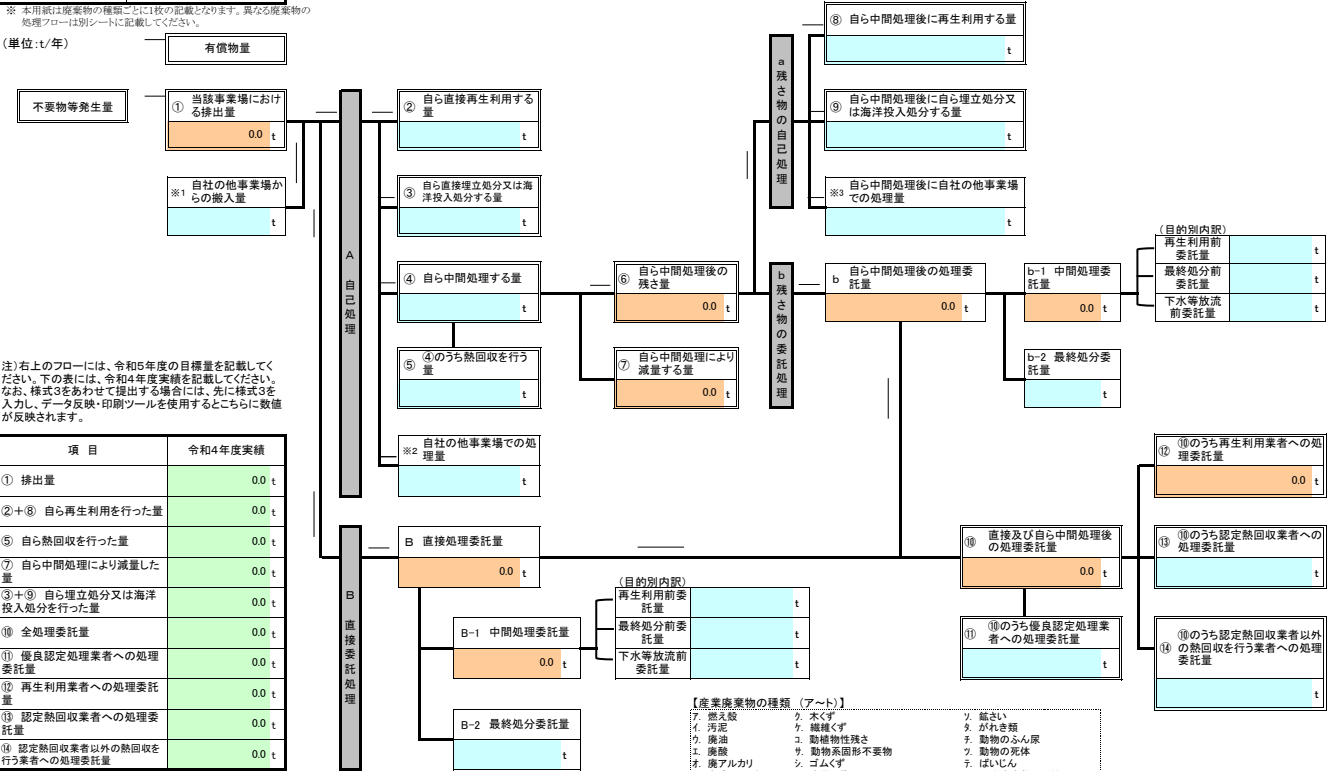 ※ 本用紙は廃棄物の種類ごとに1枚の記載となります。異なる廃棄物の
処理フローは別シートに記載してください。
(単位:t/年)
有償物量
不要物等発生量
① 当該事業場におけ
る排出量
0.0 t
※1 自社の他事業場か
らの搬入量
t
A 自己処理
② 自ら直接再生利用する
量
t
③ 自ら直接埋立処分又は海
洋投入処分する量
t
④ 自ら中間処理する量
t
⑤ ④のうち熱回収を行う
量
t
※2 自社の他事業場での処
理量
t
⑥ 自ら中間処理後の
残さ量
0.0 t
⑦ 自ら中間処理により
減量する量
0.0 t
a 残さ物の自己処理
⑧ 自ら中間処理後に再生利用する量
t
⑨ 自ら中間処理後に自ら埋立処分又
は海洋投入処分する量
t
※3 自ら中間処理後に自社の他事業場
での処理量
t
b 残さ物の委託処理
b 自ら中間処理後の処理委
託量
0.0 t
b-1 中間処理委
託量
0.0 t
b-2 最終処分委
託量
t
(目的別内訳)
再生利用前
委託量
t
最終処分前
委託量
t
下水等放流
前委託量
t
注)右上のフローには、令和5年度の目標量を記載してく
ださい。下の表には、令和4年度実績を記載してください。
なお、様式3をあわせて提出する場合には、先に様式3を
入力し、データ反映・印刷ツールを使用するとこちらに数値
が反映されます。
項 目 令和4年度実績
① 排出量 0.0 t
②+⑧ 自ら再生利用を行った量 0.0 t
⑤ 自ら熱回収を行った量 0.0 t
⑦ 自ら中間処理により減量した
量 0.0 t
③+⑨ 自ら埋立処分又は海洋
投入処分を行った量 0.0 t
⑩ 全処理委託量 0.0 t
⑪ 優良認定処理業者への処理
委託量 0.0 t
⑫ 再生利用業者への処理委託
量 0.0 t
⑬ 認定熱回収業者への処理委
託量 0.0 t
⑭ 認定熱回収業者以外の熱回収を
行う業者への処理委託量 0.0 t
B 直接委託処理
B 直接処理委託量
0.0 t
B-1 中間処理委託量
0.0 t
B-2 最終処分委託量
t
(目的別内訳)
再生利用前委
託量
t
最終処分前委
託量
t
下水等放流前
委託量
t
⑩ 直接及び自ら中間処理後
の処理委託量
0.0 t
⑪ ⑩のうち優良認定処理業
者への処理委託量
t
⑫ ⑩のうち再生利用業者への処
理委託量
0.0 t
⑬ ⑩のうち認定熱回収業者への
処理委託量
t
⑭ ⑩のうち認定熱回収業者以外
の熱回収を行う業者への処理
委託量
t
【産業廃棄物の種類 (ア~ト)】
ア. 燃え殻 ク. 木くず ソ. 鉱さい
イ. 汚泥 ケ. 繊維くず タ. がれき類
ウ. 廃油 コ. 動植物性残さ チ. 動物のふん尿
エ. 廃酸 サ. 動物系固形不要物 ツ. 動物の死体
オ. 廃アルカリ シ. ゴムくず テ. ばいじん